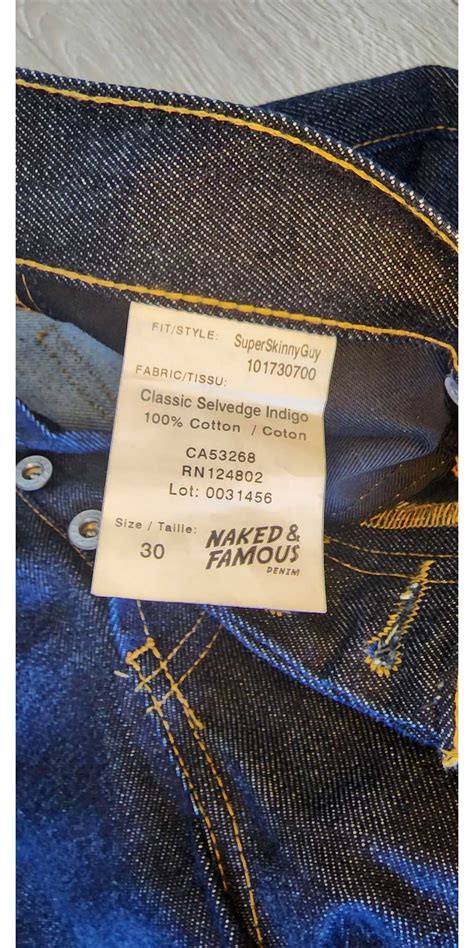 FIT/STYLE: SuperSkinnyGuy
101730700
FABRIC/TISSU:
Classic Selvedge Indigo
100% Cotton / Coton
CA53268
RN124802
Lot: 0031456
Size / Taille:
30
NAKED &
FAMOUS
DENIM